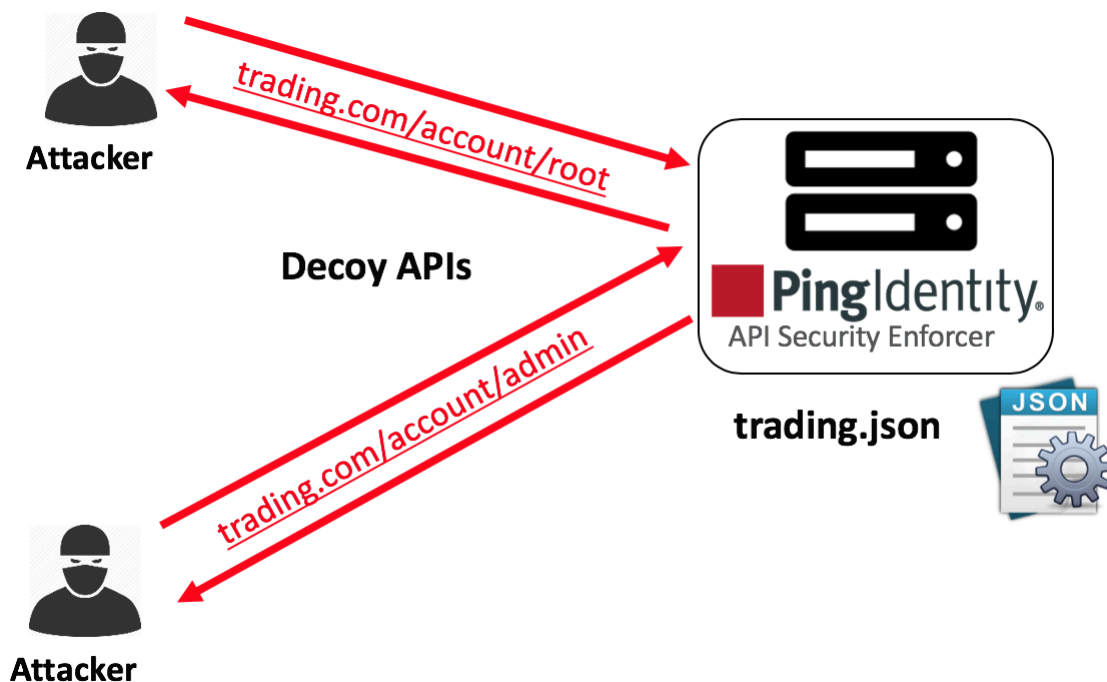 Attacker
trading.com/account/root
Decoy APIs
PingIdentity®
API Security Enforcer
trading.com/account/admin
JSON
trading.json
Attacker